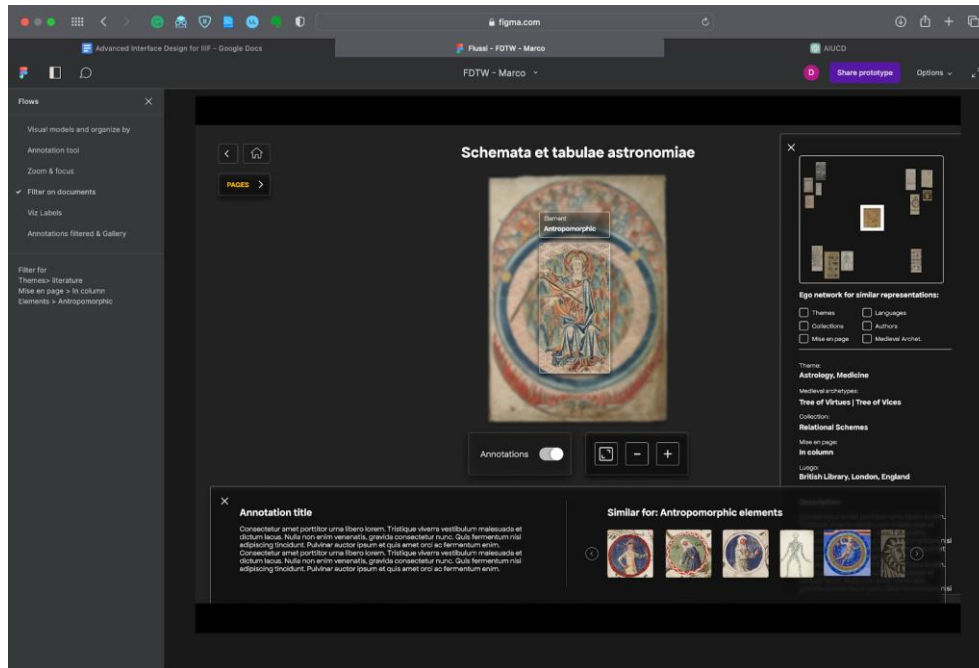 figma.com
Advanced Interface Design for IIIF - Google Docs
Flussi - FDTW - Marco
AIUCD
FDTW - Marco
D
Share prototype
Options
Flows
Visual models and organize by
Annotation tool
Zoom & focus
Filter on documents
Viz Labels
Annotations filtered & Gallery
Filter for
Themes> literature
Mise en page > In column
Elements > Antropomorphic
PAGES
Schemata et tabulae astronomiae
Element
Antropomorphic
Annotations
Ego network for similar representations:
Themes
Languages
Collections
Authors
Mise en page
Medieval Archet.
Theme:
Astrology, Medicine
Medieval archetypes:
Tree of Virtues | Tree of Vices
Collection:
Relational Schemes
Mise en page:
In column
Luogo:
British Library, London, England
Description:
Annotation title
Consectetur amet porttitor urna libero lorem. Tristique viverra vestibulum malesuada et
dictum lacus. Nulla non enim venenatis, gravida consectetur nunc. Quis fermentum nisl
adipiscing tincidunt. Pulvinar auctor ipsum et quis amet orci ac fermentum enim.
Consectetur amet porttitor urna libero lorem. Tristique viverra vestibulum malesuada et
dictum lacus. Nulla non enim venenatis, gravida consectetur nunc. Quis fermentum nisl
adipiscing tincidunt. Pulvinar auctor ipsum et quis amet orci ac fermentum enim.
Similar for: Antropomorphic elements